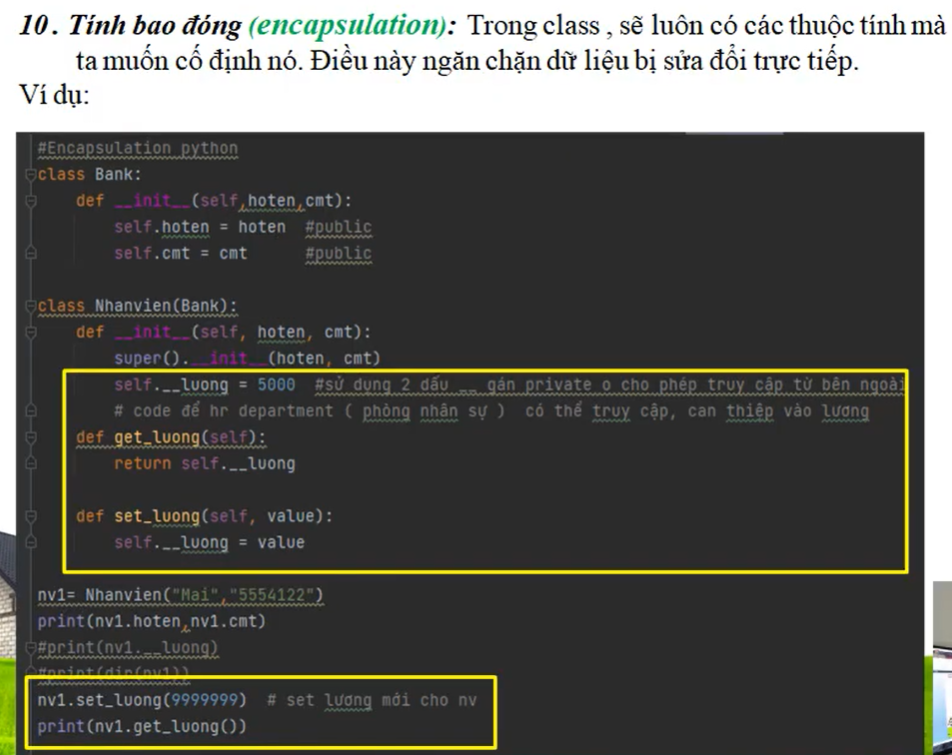 10. Tính bao đóng (encapsulation): Trong class , sẽ luôn có các thuộc tính mà
ta muốn cố định nó. Điều này ngăn chặn dữ liệu bị sửa đổi trực tiếp.
Ví dụ:
#Encapsulation python
class Bank:
def __init__(self,hoten,cmt):
self.hoten = hoten #public
self.cmt = cmt #public
class Nhanvien(Bank):
def __init__(self, hoten, cmt):
super().__init__(hoten, cmt)
self.__luong = 5000 #sử dụng 2 dấu __ gán private o cho phép truy cập từ bên ngoài
# code để hr department ( phòng nhân sự ) có thể truy cập, can thiệp vào lương
def get_luong(self):
return self.__luong
def set_luong(self, value):
self.__luong = value
nv1= Nhanvien("Mai","5554122")
print(nv1.hoten,nv1.cmt)
#print(nv1.__luong)
#print(dir(nv1))
nv1.set_luong(9999999) # set lương mới cho nv
print(nv1.get_luong())